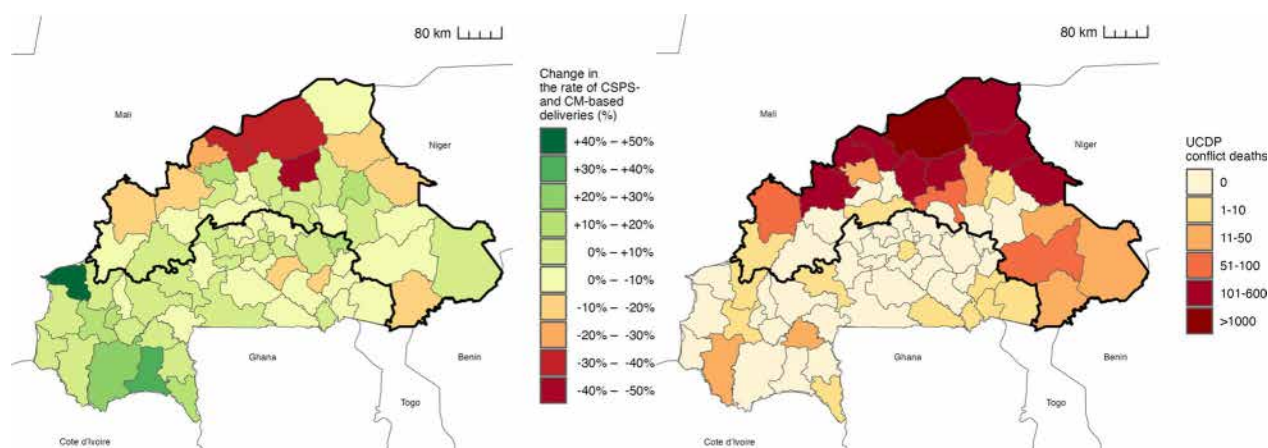 80 km
Mali
Niger
Ghana
Benin
Togo
Cote d'Ivoire
Change in
the rate of CSPS-
and CM-based
deliveries (%)
+40% – +50%
+30% – +40%
+20% – +30%
+10% – +20%
0% – +10%
0% – -10%
-10% – -20%
-20% – -30%
-30% – -40%
-40% – -50%
80 km
Mali
Niger
Ghana
Benin
Togo
Cote d'Ivoire
UCDP
conflict deaths
0
1-10
11-50
51-100
101-600
>1000